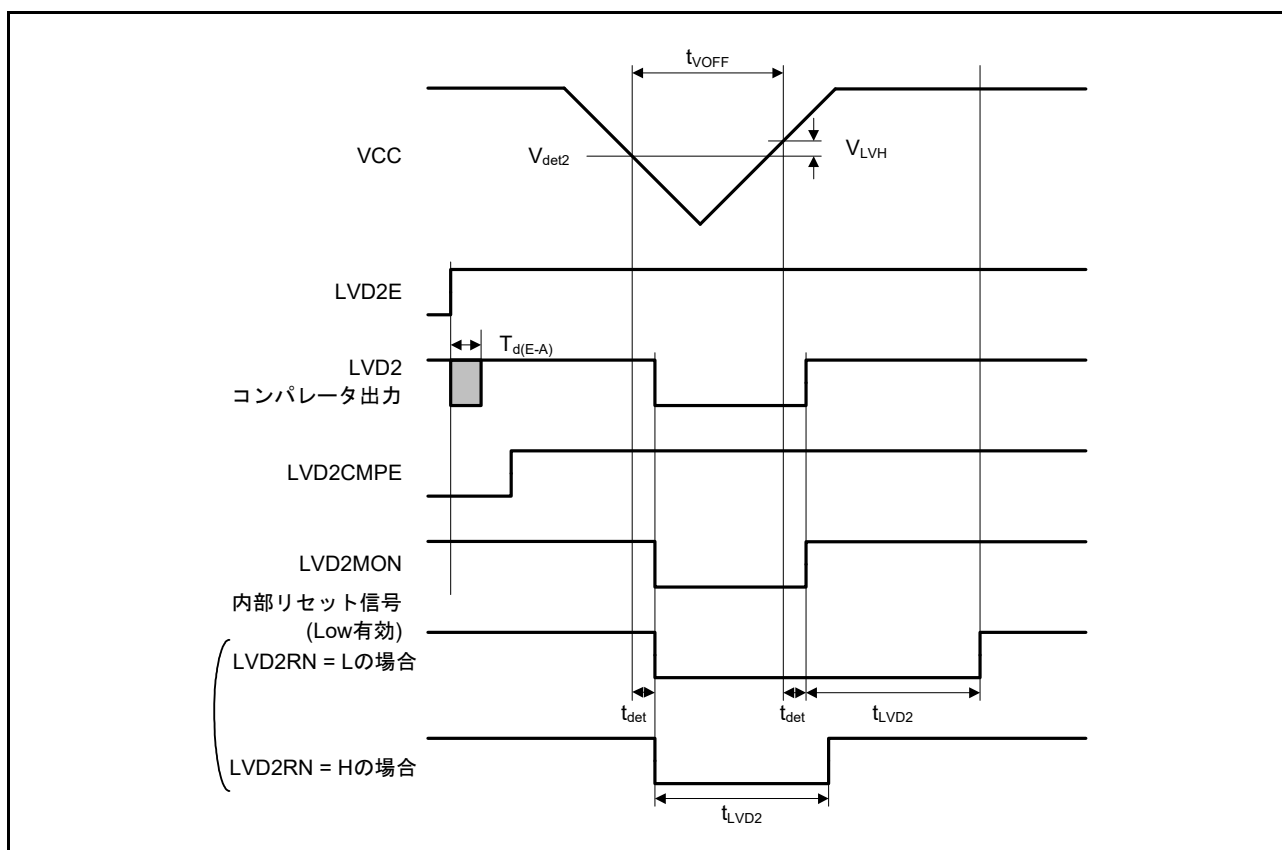 tVOFF
VCC
Vdet2
VLVH
LVD2E
Td(E-A)
LVD2
コンパレータ出力
LVD2CMPE
LVD2MON
内部リセット信号
(Low有効)
LVD2RN = Lの場合
tdet
tdet
tLVD2
LVD2RN = Hの場合
tLVD2